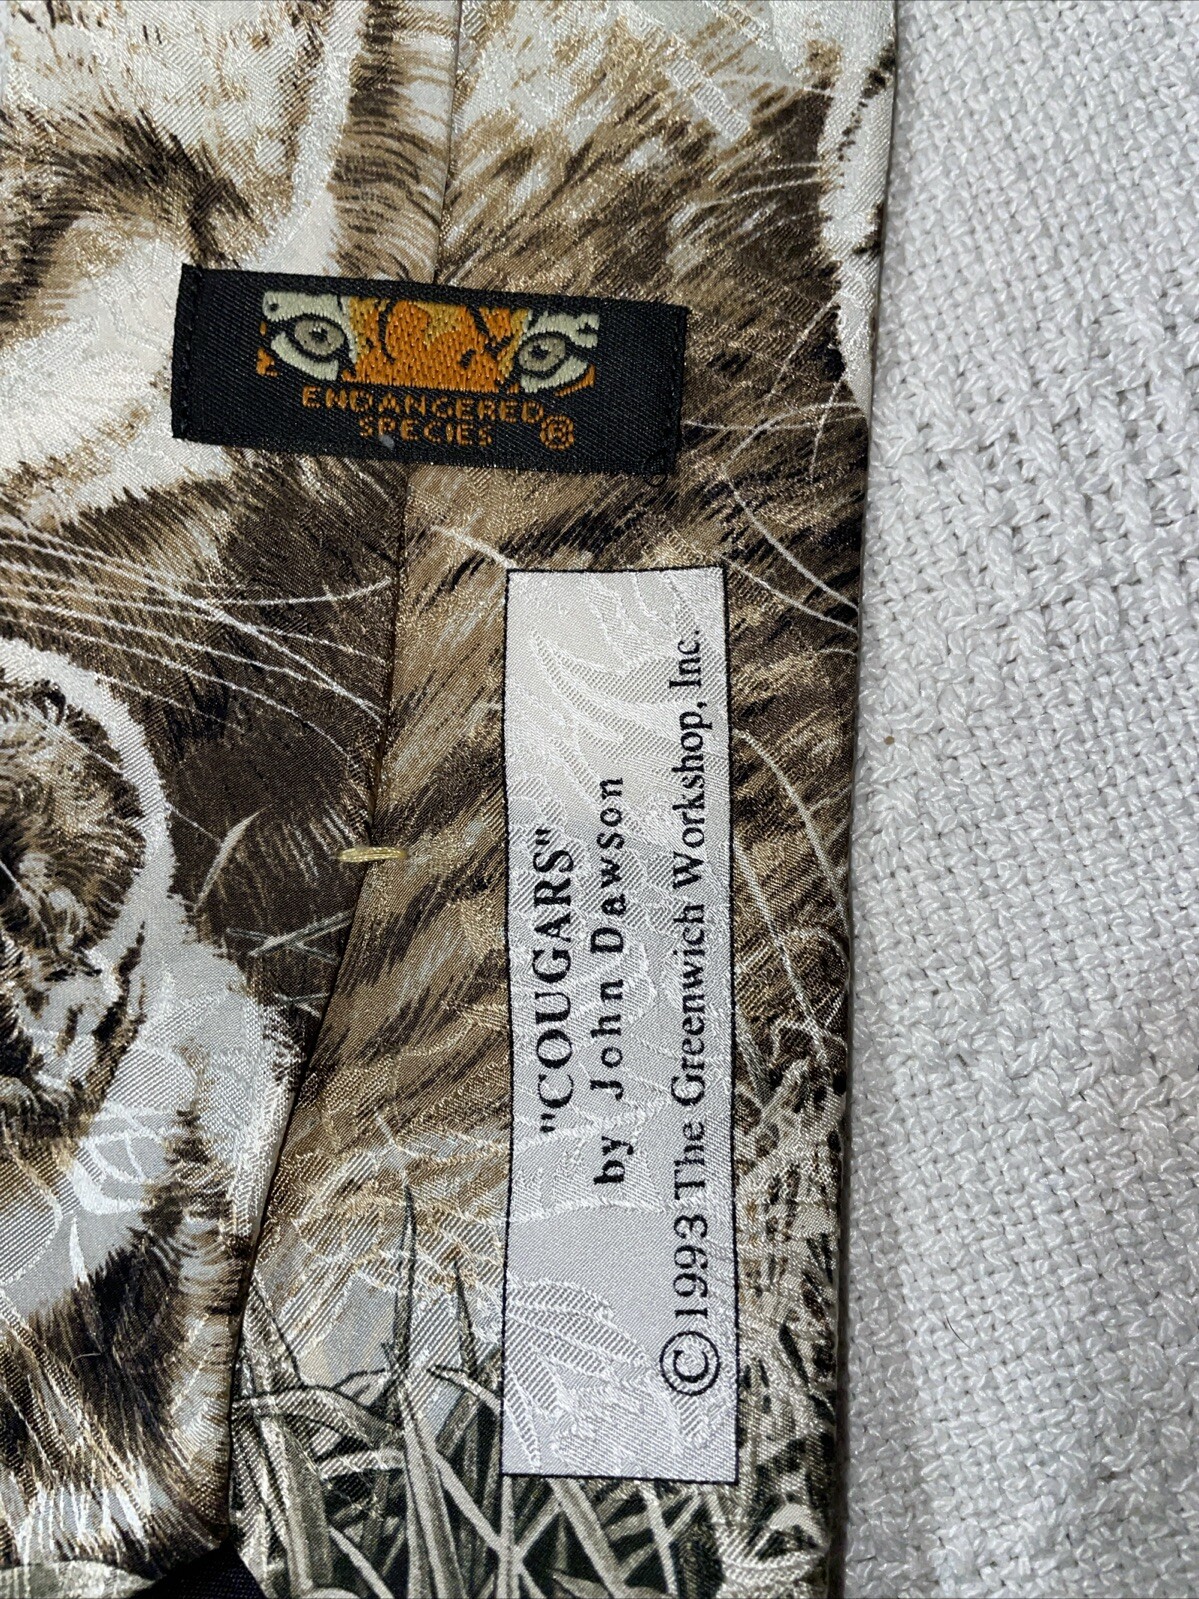 ENDANGERED
SPECIES ®
"COUGARS"
by John Dawson
© 1993 The Greenwich Workshop, Inc.